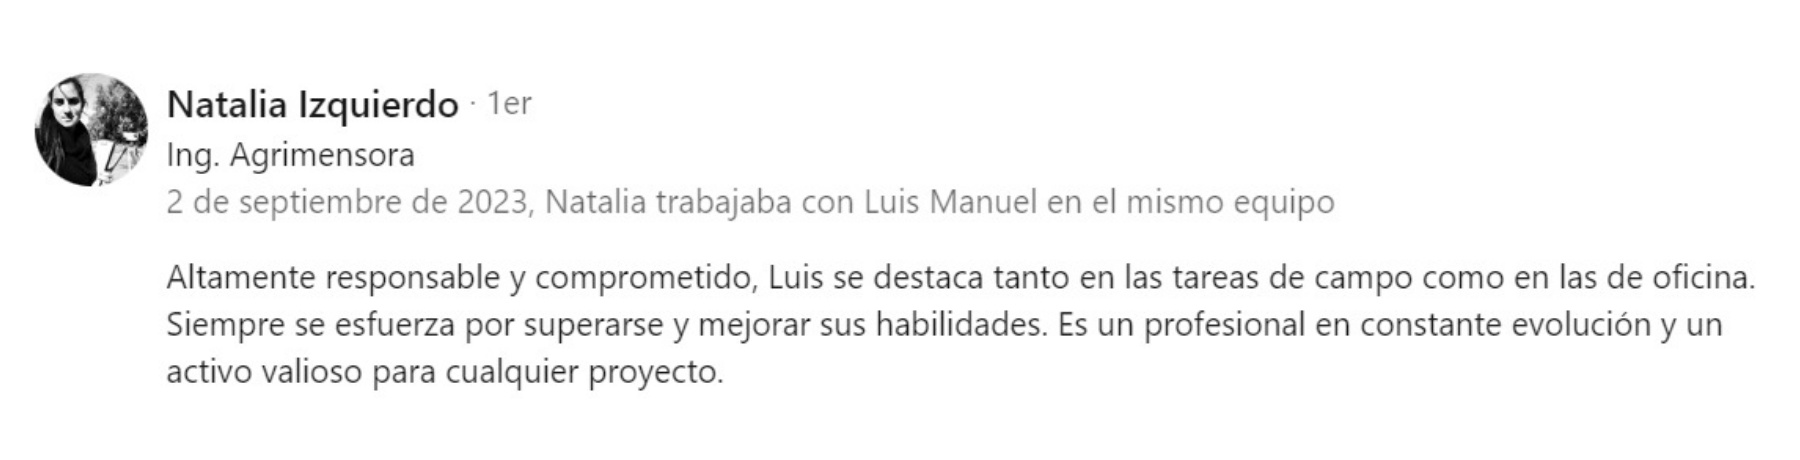 Natalia Izquierdo · 1er
Ing. Agrimensora
2 de septiembre de 2023, Natalia trabajaba con Luis Manuel en el mismo equipo
Altamente responsable y comprometido, Luis se destaca tanto en las tareas de campo como en las de oficina.
Siempre se esfuerza por superarse y mejorar sus habilidades. Es un profesional en constante evolución y un
activo valioso para cualquier proyecto.